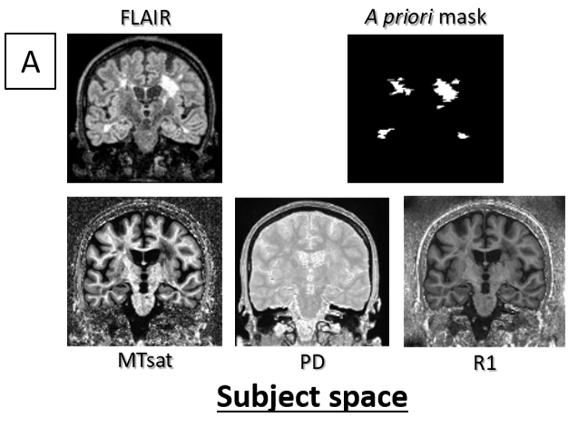 FLAIR
A priori mask
A
MTsat
PD
R1
Subject space